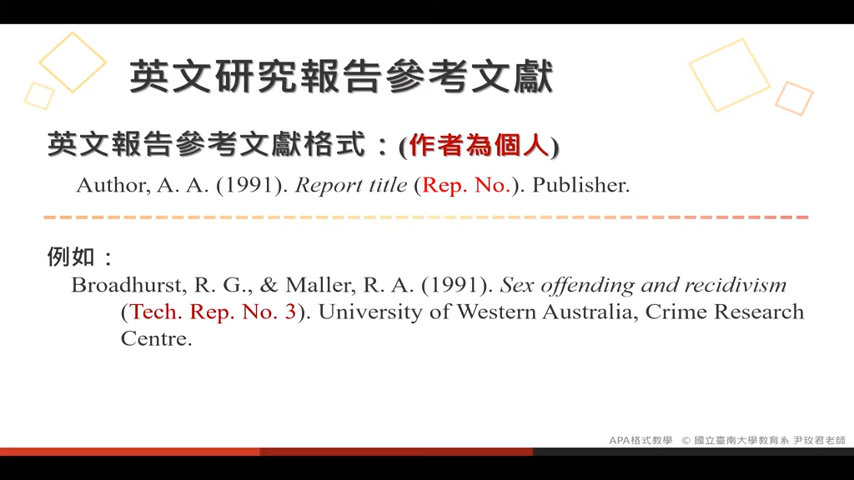 英文研究報告參考文獻
英文報告參考文獻格式：(作者為個人)
Author, A. A. (1991). Report title (Rep. No.). Publisher.
例如：
Broadhurst, R. G., & Maller, R. A. (1991). Sex offending and recidivism
(Tech. Rep. No. 3). University of Western Australia, Crime Research
Centre.
APA格式教學 © 國立臺南大學教育系 尹玫君老師